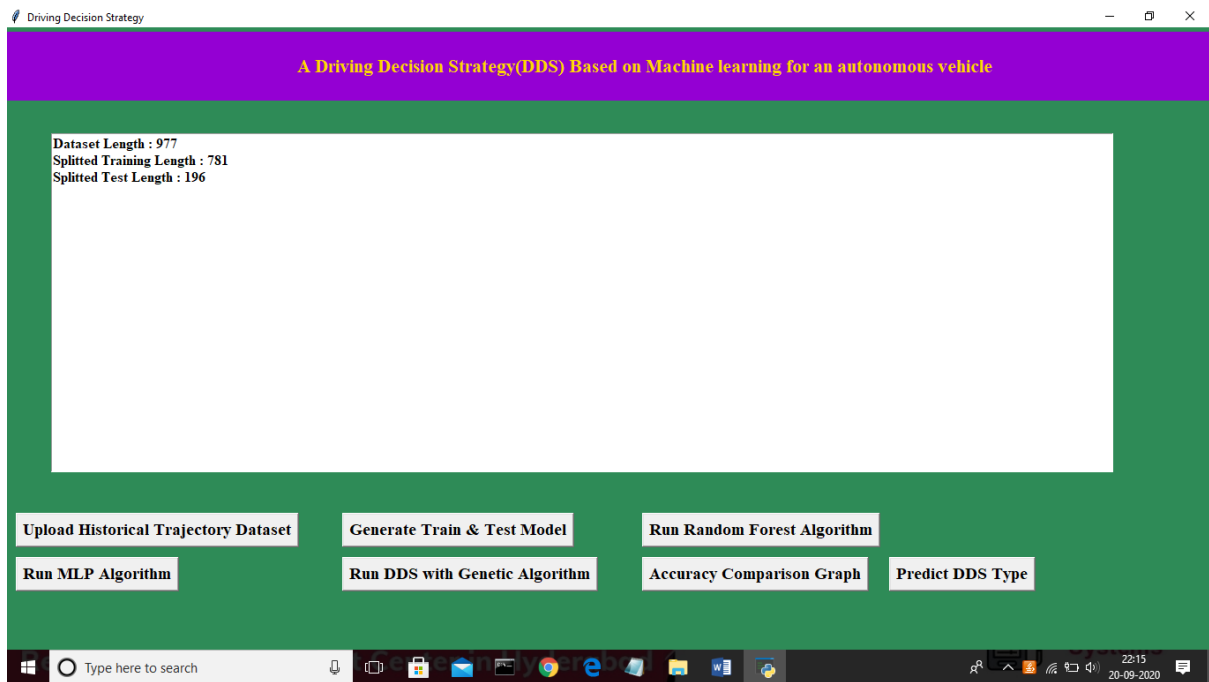 Driving Decision Strategy
A Driving Decision Strategy(DDS) Based on Machine learning for an autonomous vehicle
Dataset Length : 977
Splitted Training Length : 781
Splitted Test Length : 196
Upload Historical Trajectory Dataset
Generate Train & Test Model
Run Random Forest Algorithm
Run MLP Algorithm
Run DDS with Genetic Algorithm
Accuracy Comparison Graph
Predict DDS Type
Type here to search
22:15
20-09-2020